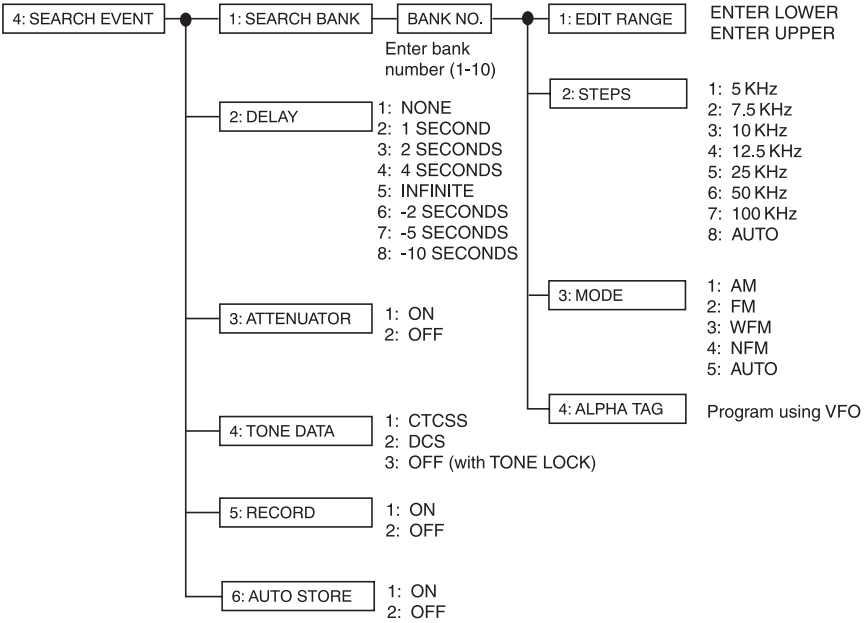 4: SEARCH EVENT
1: SEARCH BANK
BANK NO.
Enter bank
number (1-10)
1: EDIT RANGE
ENTER LOWER
ENTER UPPER
2: STEPS
1: 5 KHz
2: 7.5 KHz
3: 10 KHz
4: 12.5 KHz
5: 25 KHz
6: 50 KHz
7: 100 KHz
8: AUTO
3: MODE
1: AM
2: FM
3: WFM
4: NFM
5: AUTO
4: ALPHA TAG
Program using VFO
2: DELAY
1: NONE
2: 1 SECOND
3: 2 SECONDS
4: 4 SECONDS
5: INFINITE
6: -2 SECONDS
7: -5 SECONDS
8: -10 SECONDS
3: ATTENUATOR
1: ON
2: OFF
4: TONE DATA
1: CTCSS
2: DCS
3: OFF (with TONE LOCK)
5: RECORD
1: ON
2: OFF
6: AUTO STORE
1: ON
2: OFF